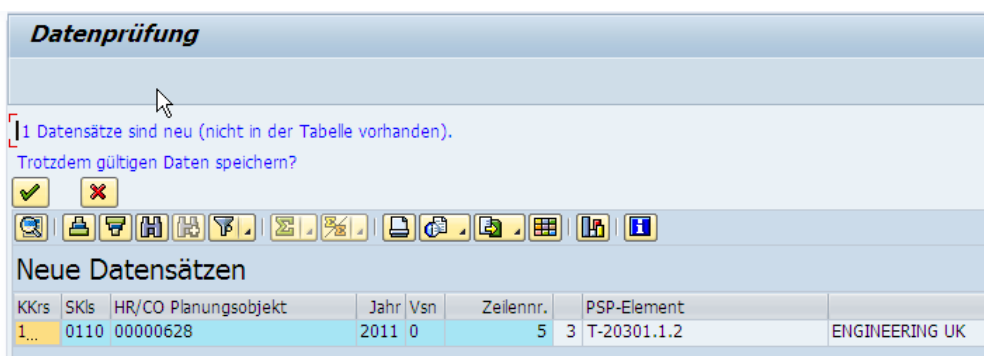 Datenprüfung
1 Datensätze sind neu (nicht in der Tabelle vorhanden).
Trotzdem gültigen Daten speichern?
Neue Datensätzen
KKrs SKls HR/CO Planungsobjekt Jahr Vsn Zeilennr. PSP-Element
1... 0110 00000628 2011 0 5 3 T-20301.1.2 ENGINEERING UK